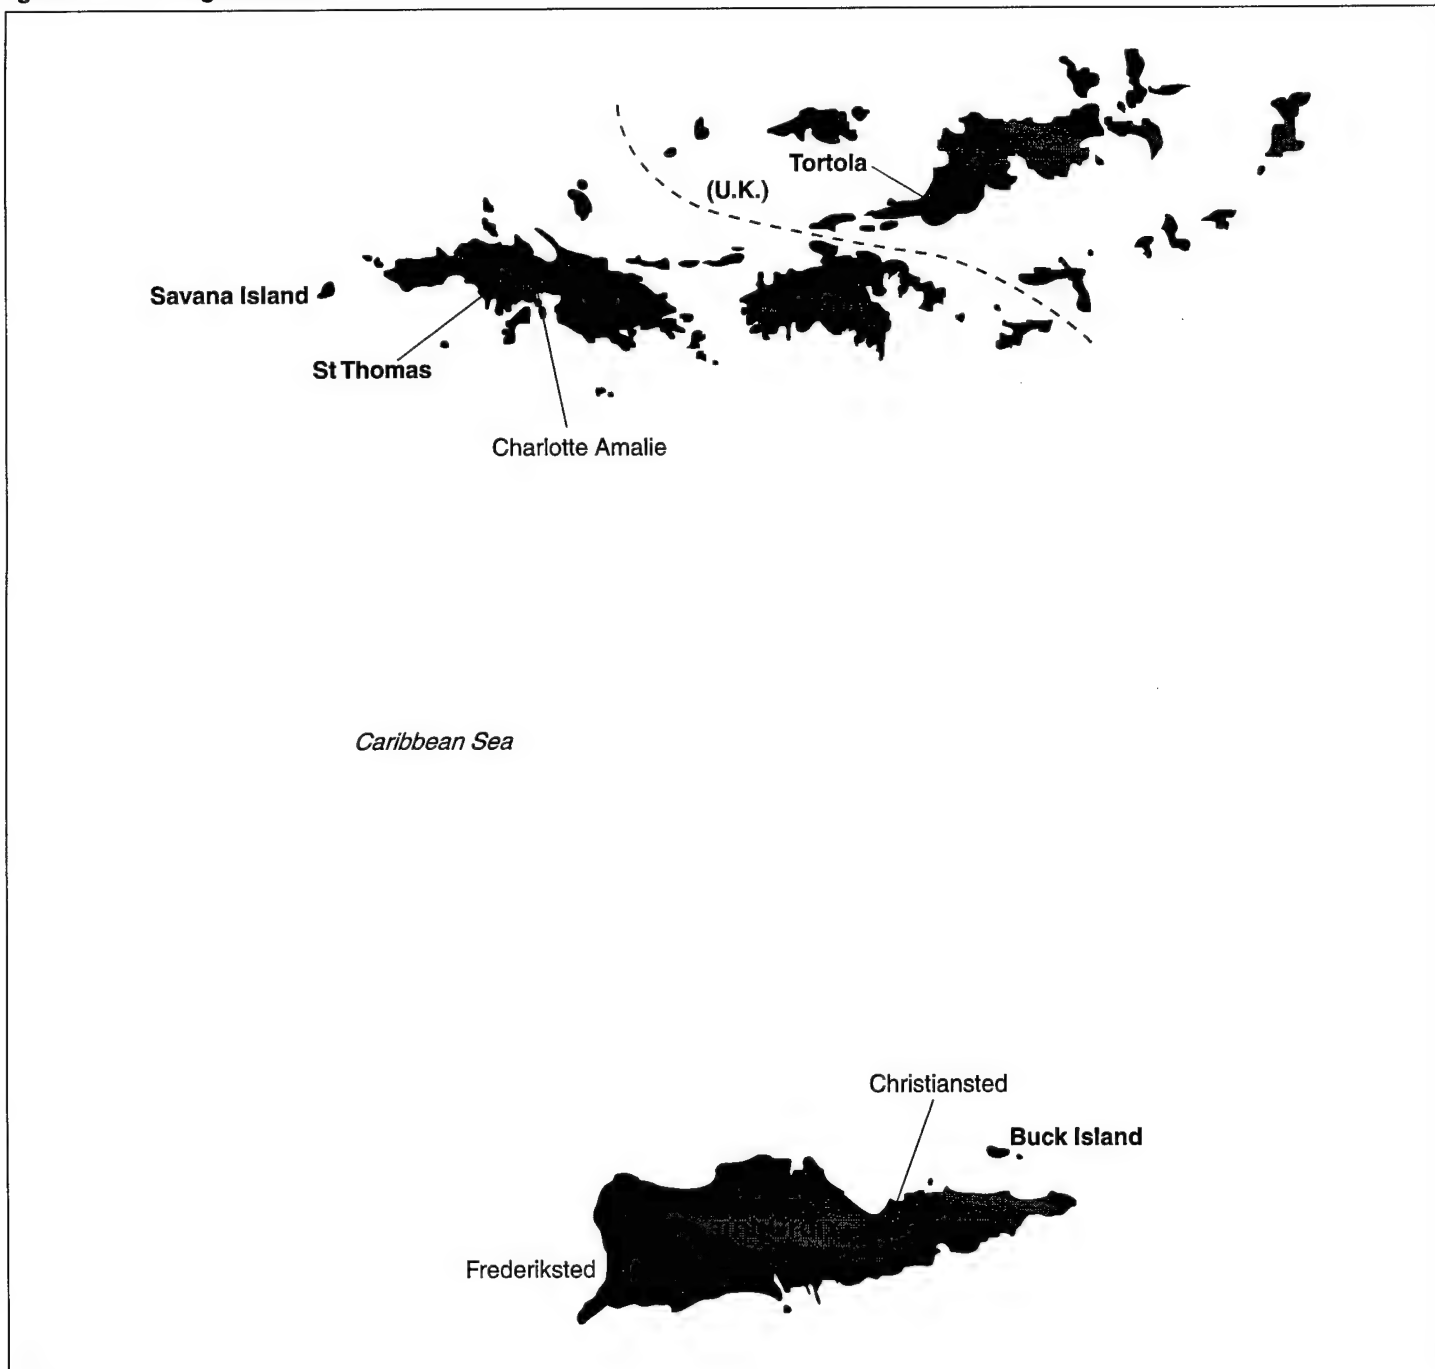 Tortola
(U.K.)
Savana Island
St Thomas
Charlotte Amalie
Caribbean Sea
Christiansted
Buck Island
Frederiksted